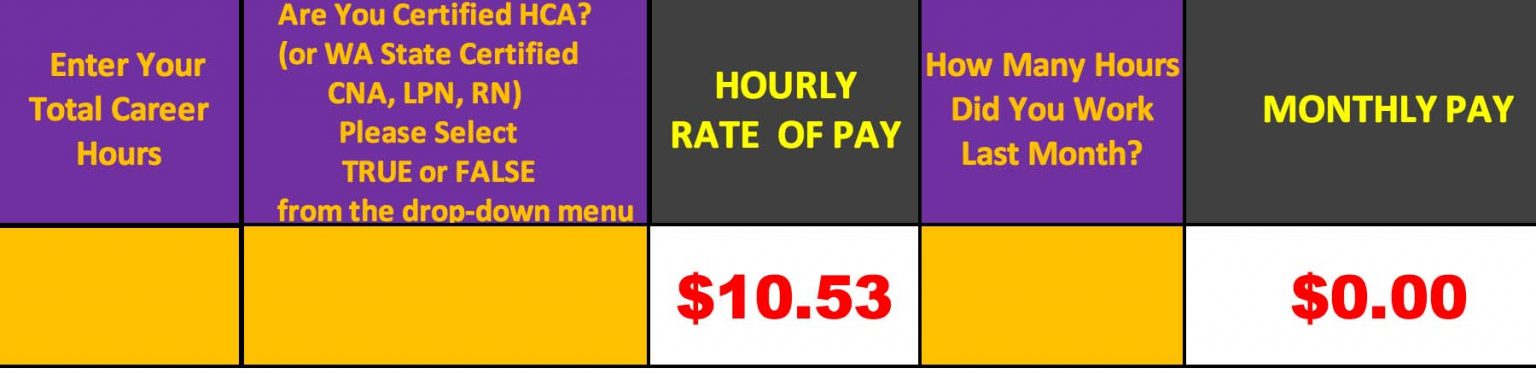 Enter Your
Total Career
Hours
Are You Certified HCA?
(or WA State Certified
CNA, LPN, RN)
Please Select
TRUE or FALSE
from the drop-down menu
HOURLY
RATE OF PAY
How Many Hours
Did You Work
Last Month?
MONTHLY PAY
$10.53
$0.00